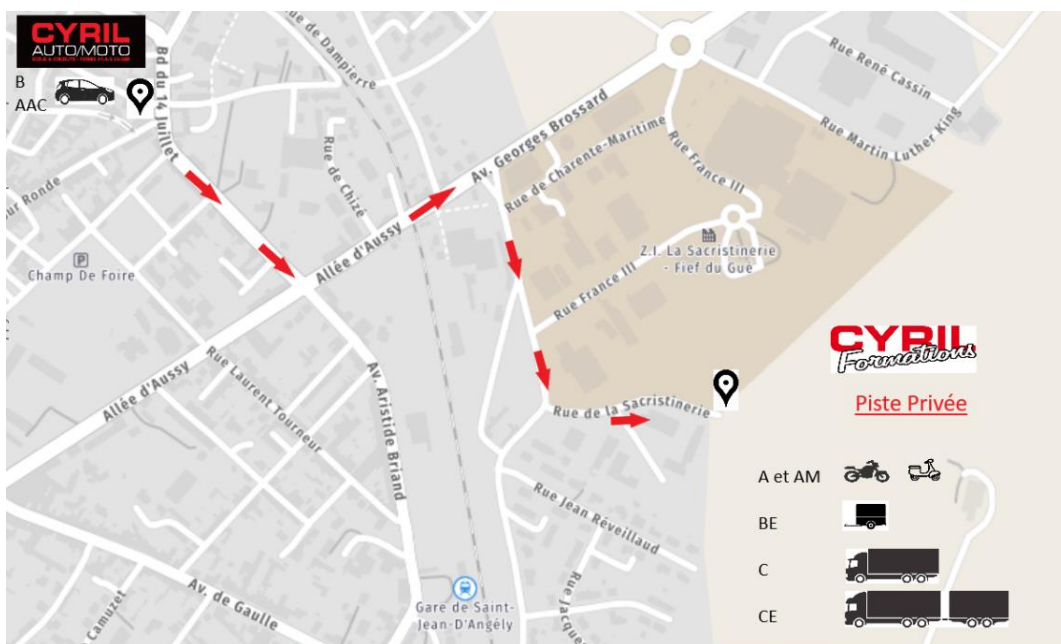 CYRIL
AUTO/MOTO
B
AAC
Bd du 14 Juillet
Rue de Dampierre
Rue de Chizé
Av. Georges Brossard
Rue de Charente-Maritime
Rue France III
Rue René Cassin
Rue Martin Luther King
Champ De Foire
Allée d'Aussy
Z.I. La Sacristinerie
- Fief du Gué
Rue France III
Allée d'Aussy
Rue Laurent Tourneur
Av. Aristide Briand
Rue de la Sacristinerie
CYRIL
Formations
Piste Privée
A et AM
BE
C
CE
Rue Jean Réveillaud
Rue Jacques
Av. de Gaulle
Camuzet
Gare de Saint-
Jean-D'Angély